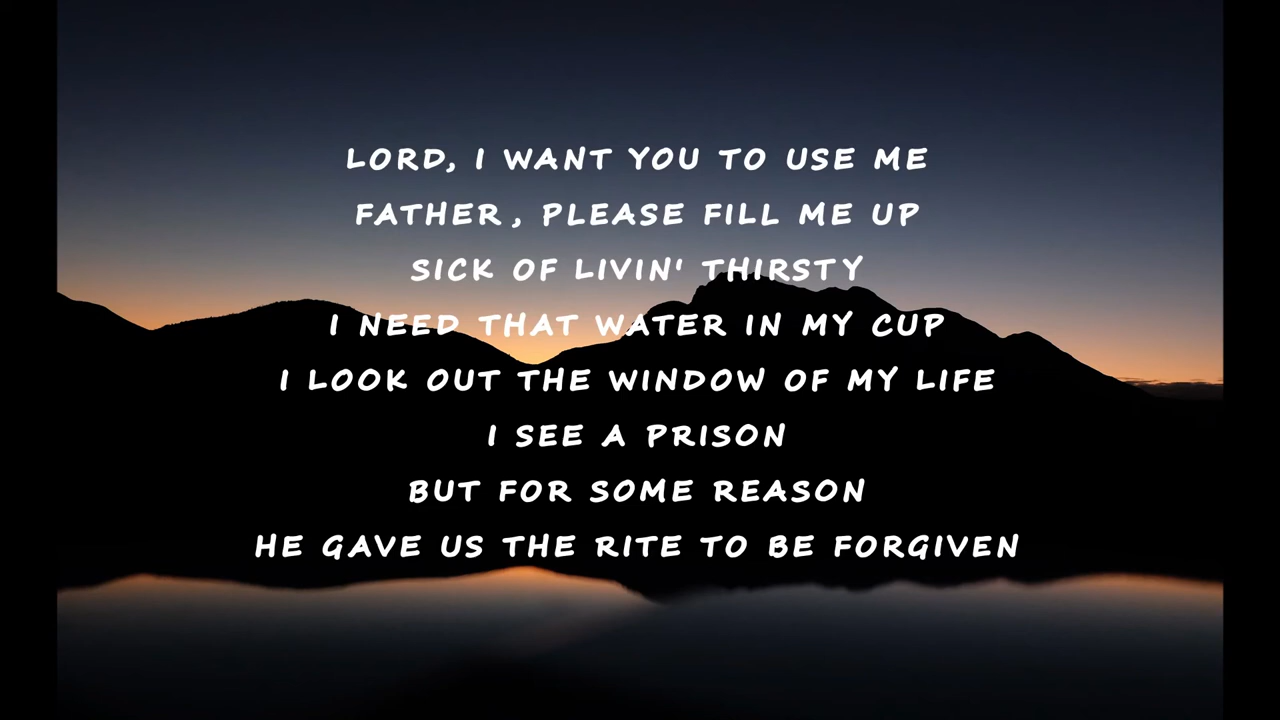 LORD, I WANT YOU TO USE ME
FATHER, PLEASE FILL ME UP
SICK OF LIVIN' THIRSTY
I NEED THAT WATER IN MY CUP
I LOOK OUT THE WINDOW OF MY LIFE
I SEE A PRISON
BUT FOR SOME REASON
HE GAVE US THE RITE TO BE FORGIVEN